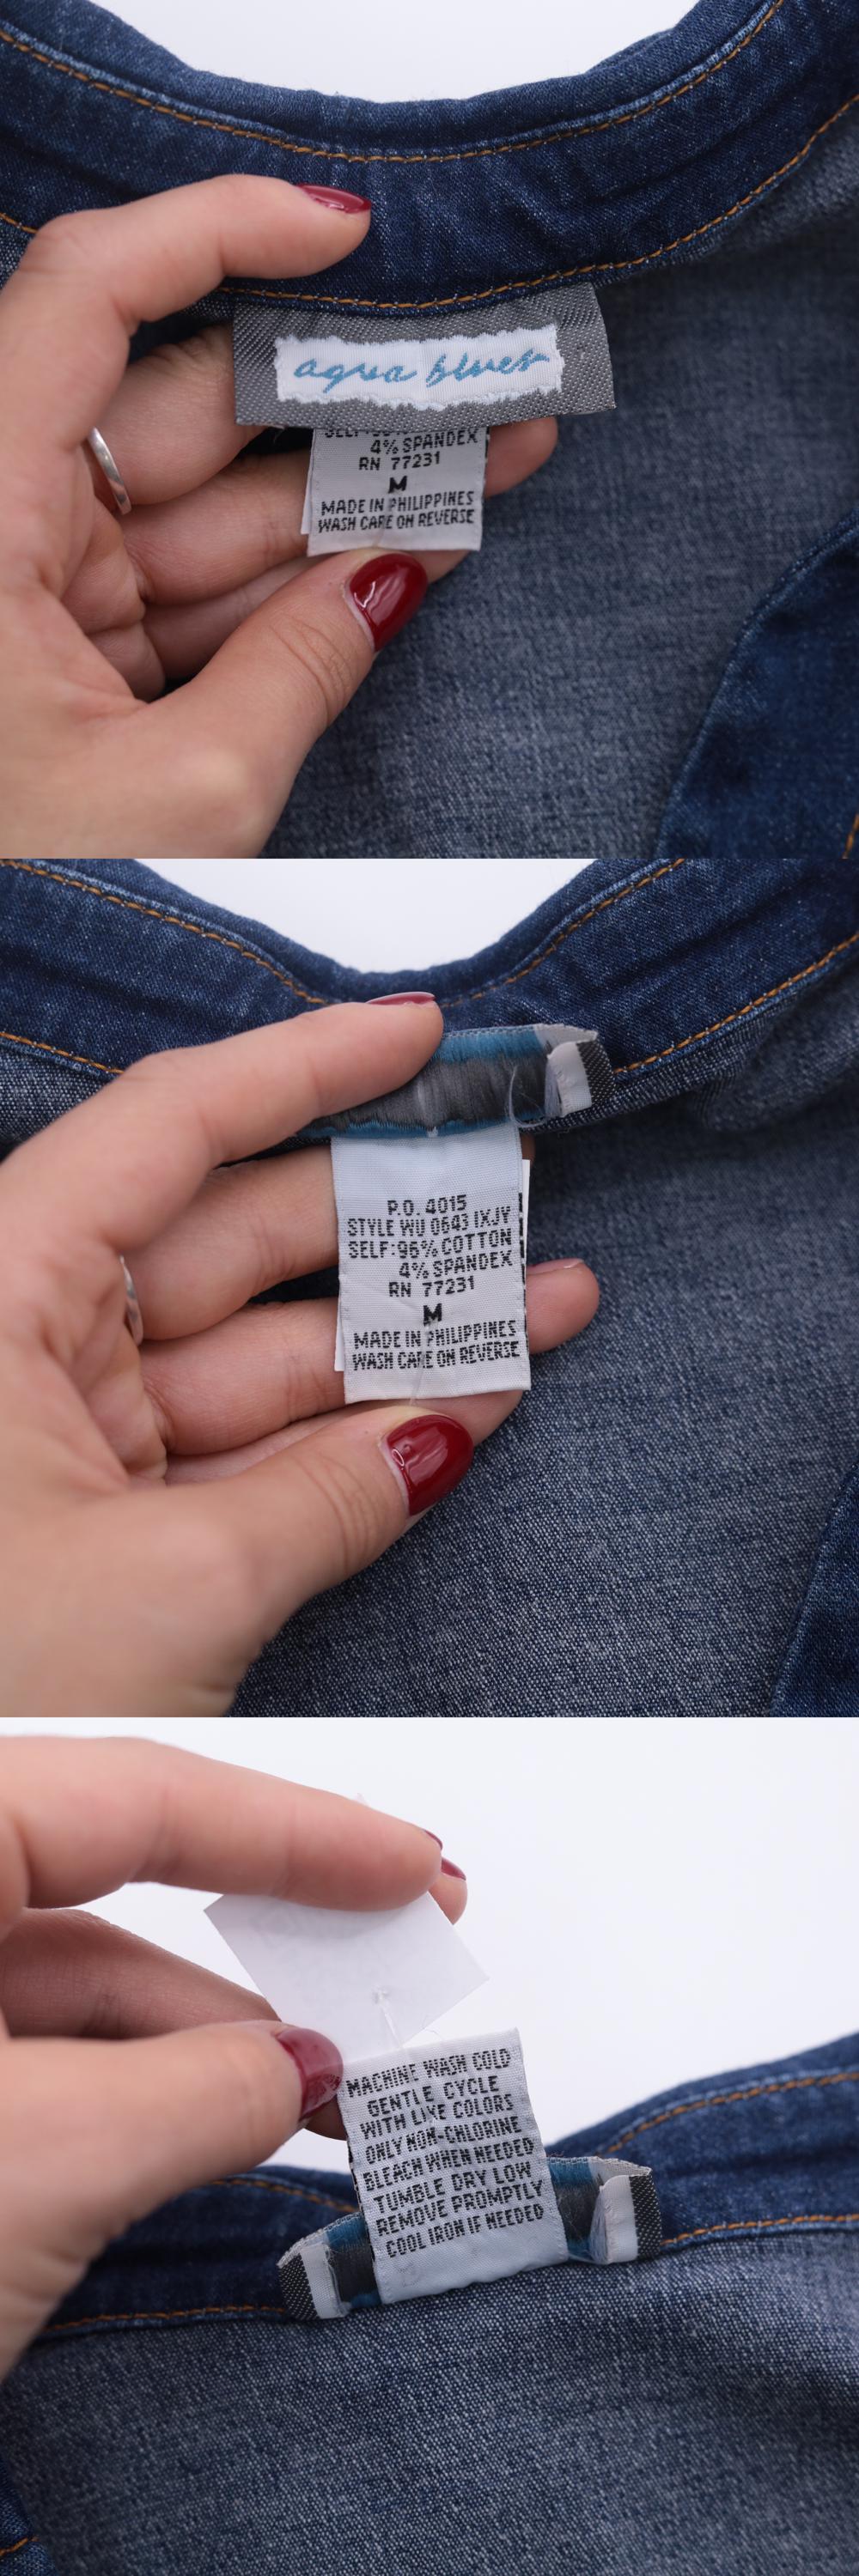 aqua blues
4% SPANDEX
RN 77231
M
MADE IN PHILIPPINES
WASH CARE ON REVERSE
P.O. 4015
STYLE WU 0643 IXJY
SELF: 96% COTTON
4% SPANDEX
RN 77231
M
MADE IN PHILIPPINES
WASH CARE ON REVERSE
MACHINE WASH COLD
GENTLE CYCLE
WITH LIKE COLORS
ONLY NON-CHLORINE
BLEACH WHEN NEEDED
TUMBLE DRY LOW
REMOVE PROMPTLY
COOL IRON IF NEEDED